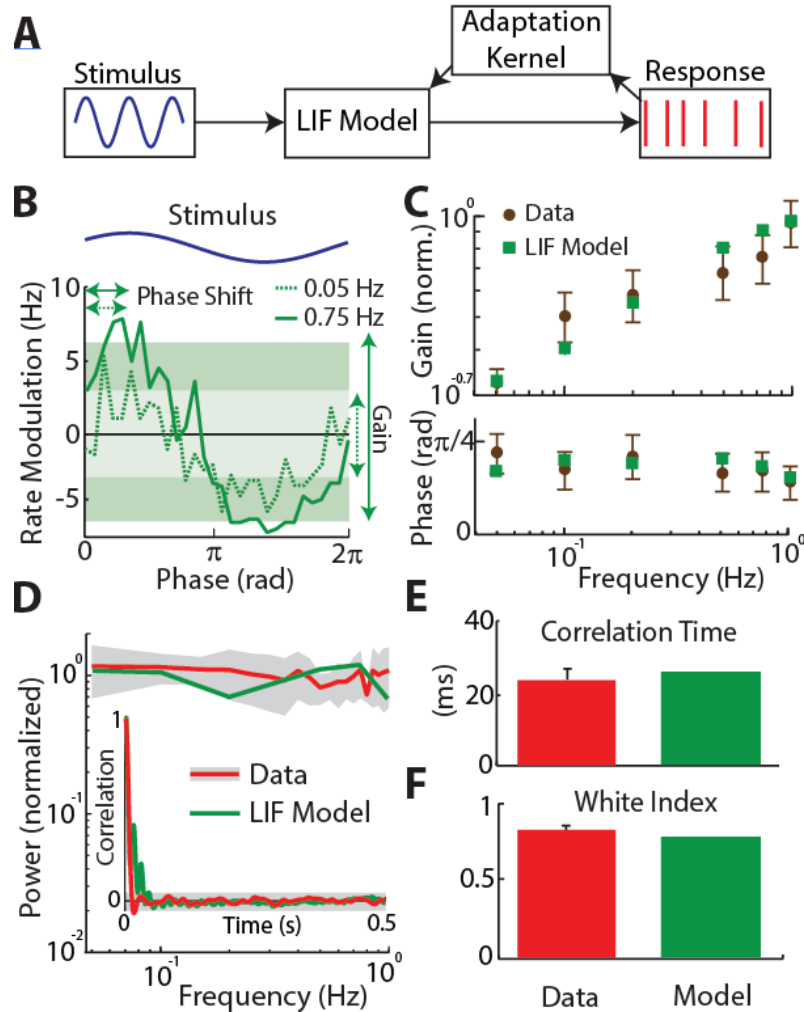 A
Stimulus
Adaptation
Kernel
Response
LIF Model
B
Stimulus
Phase Shift
0.05 Hz
0.75 Hz
Gain
Rate Modulation (Hz)
10
5
0
-5
0
π
2π
Phase (rad)
C
Data
LIF Model
Gain (norm.)
10^0
10^-0.7
Phase (rad)
π/4
0
10^-1
10^0
Frequency (Hz)
D
Power (normalized)
10^0
10^-1
10^-2
Correlation
1
0
Data
LIF Model
0
Time (s)
0.5
10^-1
10^0
Frequency (Hz)
E
Correlation Time
(ms)
40
20
0
F
White Index
1
0.5
0
Data
Model